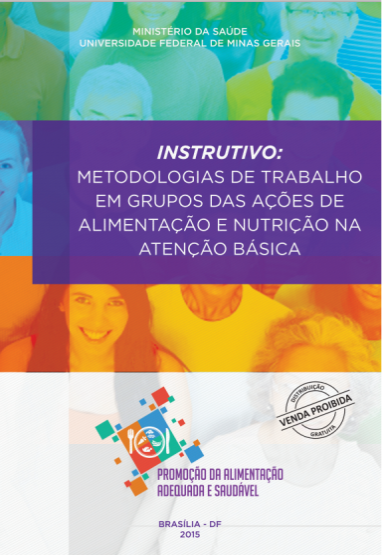 MINISTÉRIO DA SAÚDE
UNIVERSIDADE FEDERAL DE MINAS GERAIS
INSTRUTIVO:
METODOLOGIAS DE TRABALHO
EM GRUPOS DAS AÇÕES DE
ALIMENTAÇÃO E NUTRIÇÃO NA
ATENÇÃO BÁSICA
DISTRIBUIÇÃO
VENDA PROIBIDA
GRATUITA
PROMOÇÃO DA ALIMENTAÇÃO
ADEQUADA E SAUDÁVEL
BRASÍLIA - DF
2015